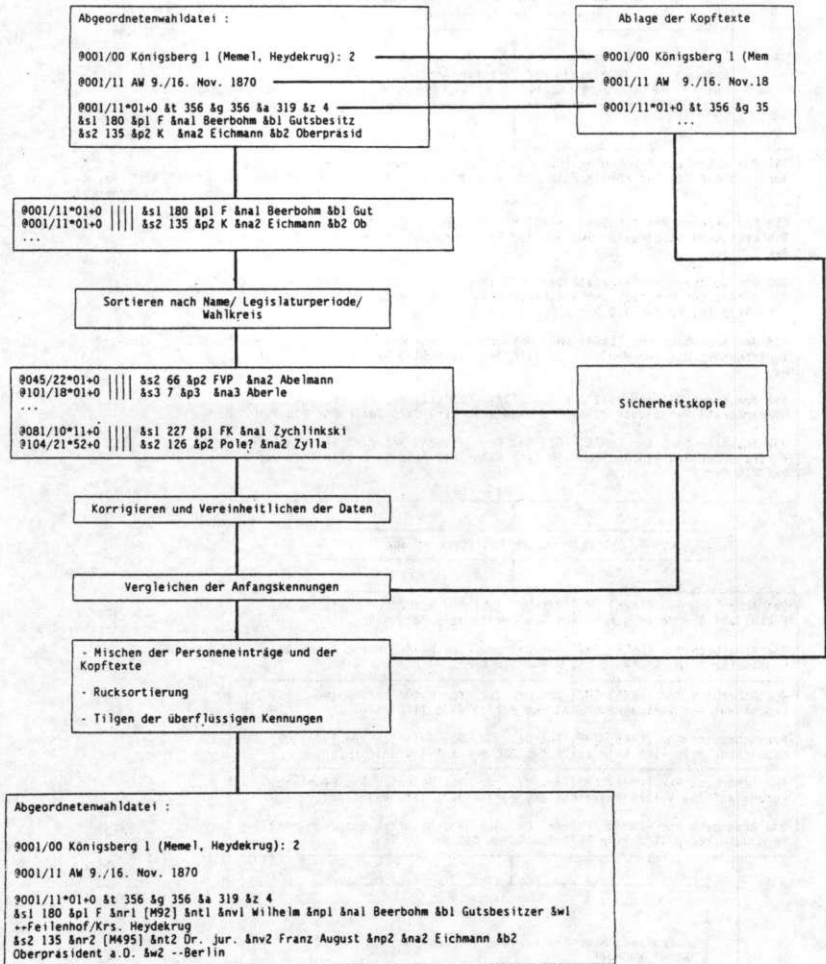 Abgeordnetenwahldatei :
@001/00 Königsberg 1 (Memel, Heydekrug): 2
@001/11 AW 9./16. Nov. 1870
@001/11*01+0 &t 356 &g 356 &a 319 &z 4
&s1 180 &p1 F &na1 Beerbohm &b1 Gutsbesitz
&s2 135 &p2 K &na2 Eichmann &b2 Oberpräsid
Ablage der Kopftexte
@001/00 Königsberg 1 (Mem
@001/11 AW 9./16. Nov.18
@001/11*01+0 &t 356 &g 35
...
@001/11*01+0 |||| &s1 180 &p1 F &na1 Beerbohm &b1 Gut
@001/11*01+0 |||| &s2 135 &p2 K &na2 Eichmann &b2 Ob
...
Sortieren nach Name/ Legislaturperiode/
Wahlkreis
@045/22*01+0 |||| &s2 66 &p2 FVP &na2 Abelmann
@101/18*01+0 |||| &s3 7 &p3 &na3 Aberle
...
@081/10*11+0 |||| &s1 227 &p1 FK &na1 Zychlinkski
@104/21*52+0 |||| &s2 126 &p2 Pole? &na2 Zylla
Sicherheitskopie
Korrigieren und Vereinheitlichen der Daten
Vergleichen der Anfangskennungen
- Mischen der Personeneinträge und der
Kopftexte
- Rucksortierung
- Tilgen der überflüssigen Kennungen
Abgeordnetenwahldatei :
@001/00 Königsberg 1 (Memel, Heydekrug): 2
@001/11 AW 9./16. Nov. 1870
@001/11*01+0 &t 356 &g 356 &a 319 &z 4
&s1 180 &p1 F &nr1 [M92] &nt1 &nv1 Wilhelm &np1 &na1 Beerbohm &b1 Gutsbesitzer &w1
++Feilenhof/Krs. Heydekrug
&s2 135 &nr2 [M495] &nt2 Dr. jur. &nv2 Franz August &np2 &na2 Eichmann &b2
Oberprasident a.D. &w2 --Berlin